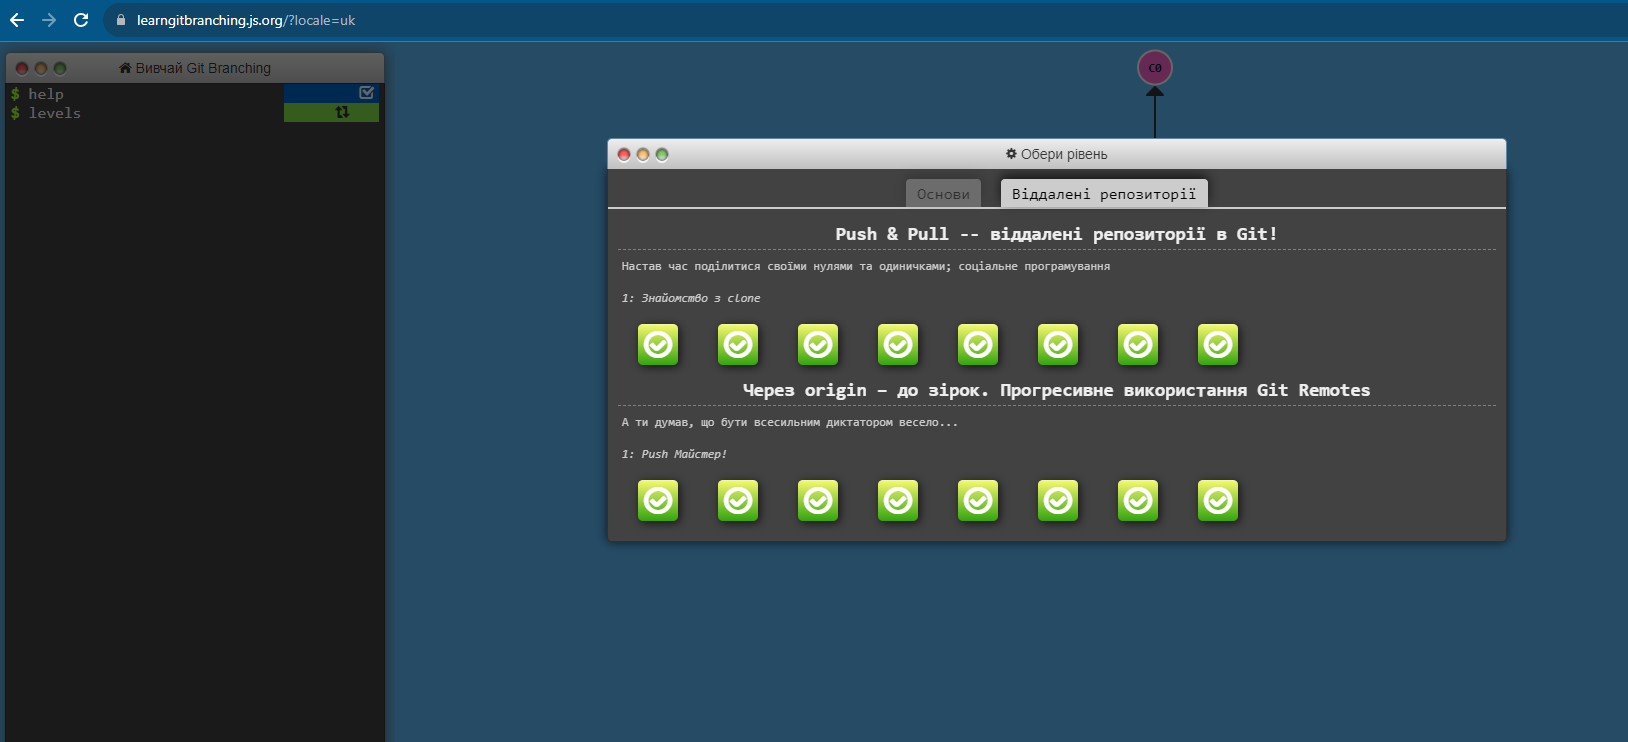 learngitbranching.js.org/?locale=uk
Вивчай Git Branching
$ help
$ levels
C0
Обери рівень
Основи
Віддалені репозиторії
Push & Pull -- віддалені репозиторії в Git!
Настав час поділитися своїми нулями та одиничками; соціальне програмування
1: Знайомство з clone
Через origin – до зірок. Прогресивне використання Git Remotes
А ти думав, що бути всесильним диктатором весело...
1: Push Майстер!